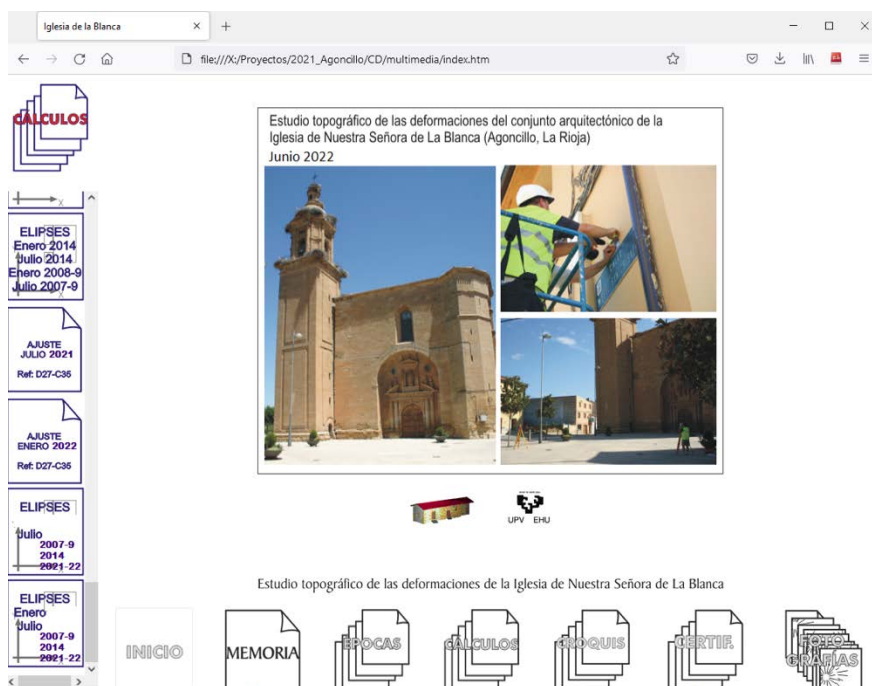 Iglesia de la Blanca
file:///X:/Proyectos/2021_Agoncillo/CD/multimedia/index.htm
CÁLCULOS
X
ELIPSES
Enero 2014
Julio 2014
Enero 2008-9
Julio 2007-9
X
AJUSTE
JULIO 2021
Ref: D27-C36
AJUSTE
ENERO 2022
Ref: D27-C35
ELIPSES
Julio
2007-9
2014
2021-22
ELIPSES
Enero
Julio
2007-9
2014
2021-22
Estudio topográfico de las deformaciones del conjunto arquitectónico de la
Iglesia de Nuestra Señora de La Blanca (Agoncillo, La Rioja)
Junio 2022
UPV EHU
Estudio topográfico de las deformaciones de la Iglesia de Nuestra Señora de La Blanca
INICIO
MEMORIA
EPOCAS
CÁLCULOS
CROQUIS
CERTIF.
FOTO
GRAFÍAS